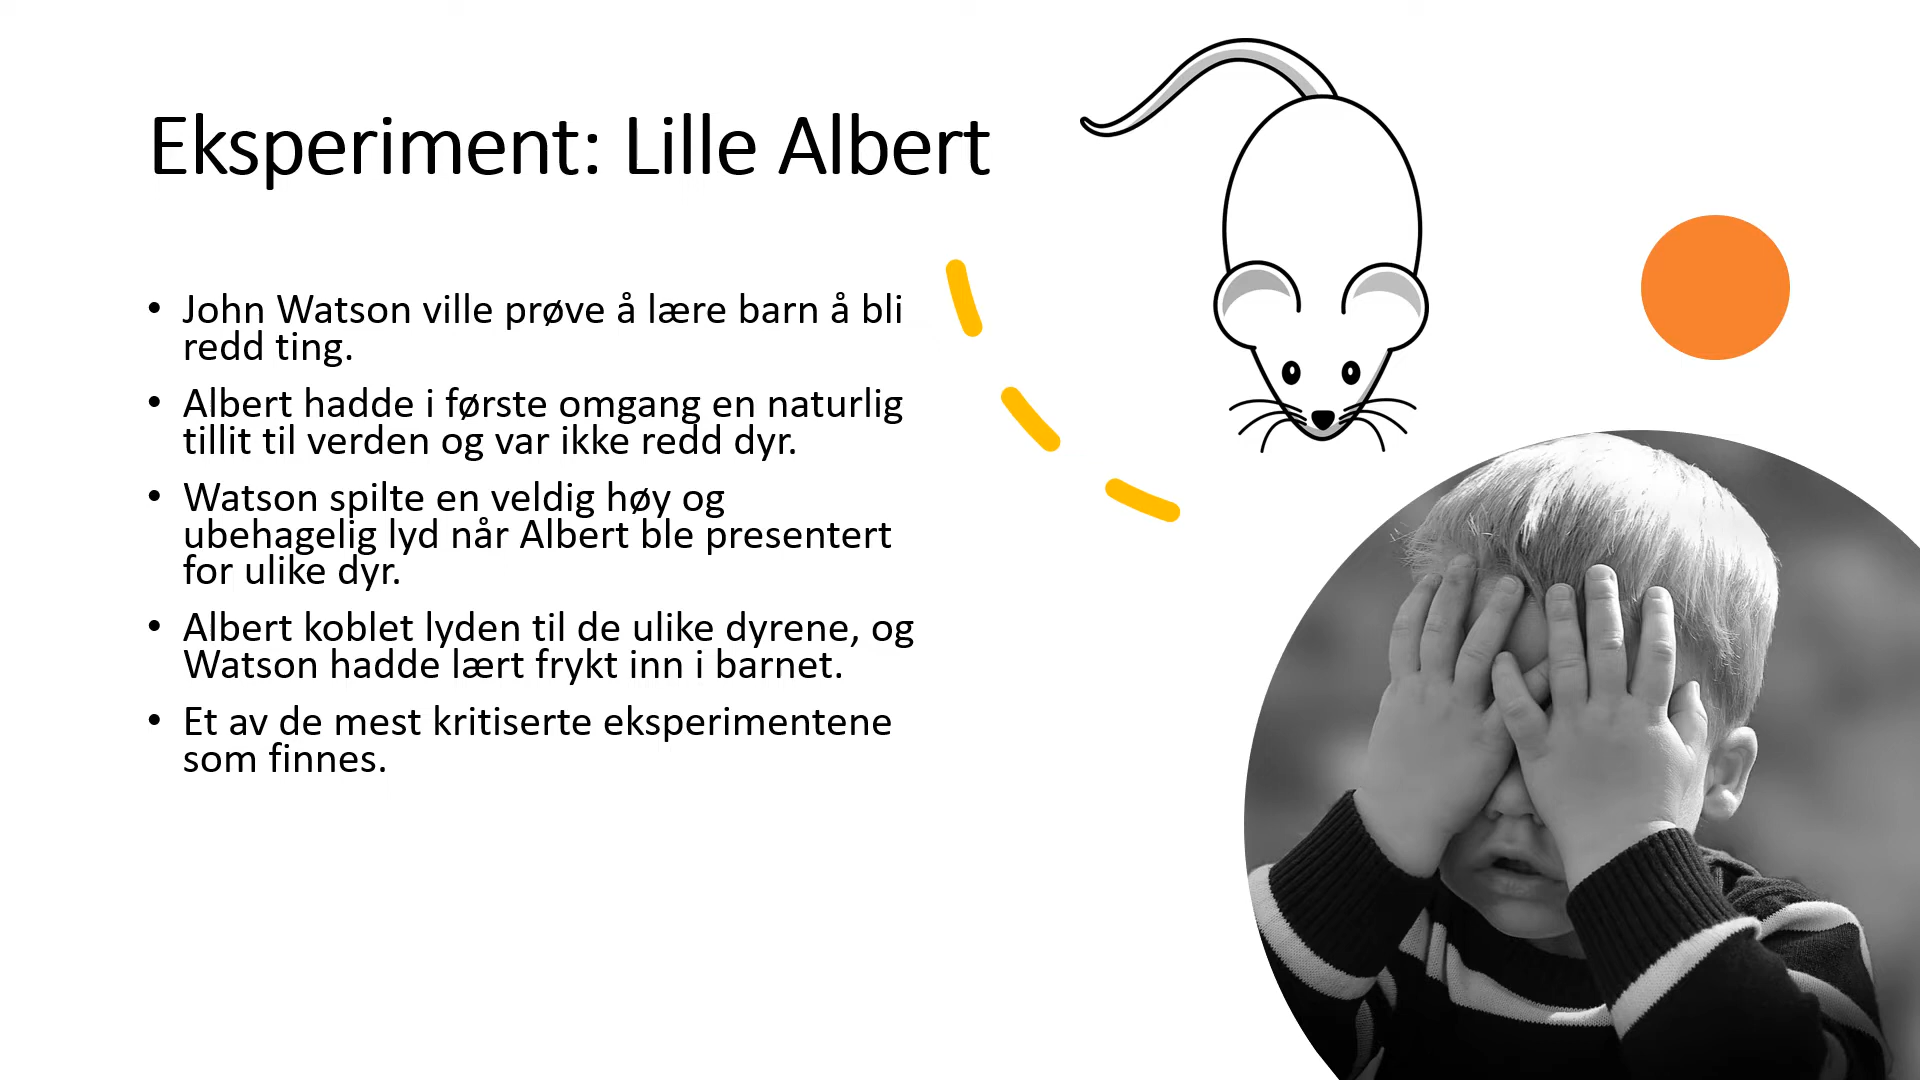 Eksperiment: Lille Albert
• John Watson ville prøve å lære barn å bli
redd ting.
• Albert hadde i første omgang en naturlig
tillit til verden og var ikke redd dyr.
• Watson spilte en veldig høy og
ubehagelig lyd når Albert ble presentert
for ulike dyr.
• Albert koblet lyden til de ulike dyrene, og
Watson hadde lært frykt inn i barnet.
• Et av de mest kritiserte eksperimentene
som finnes.